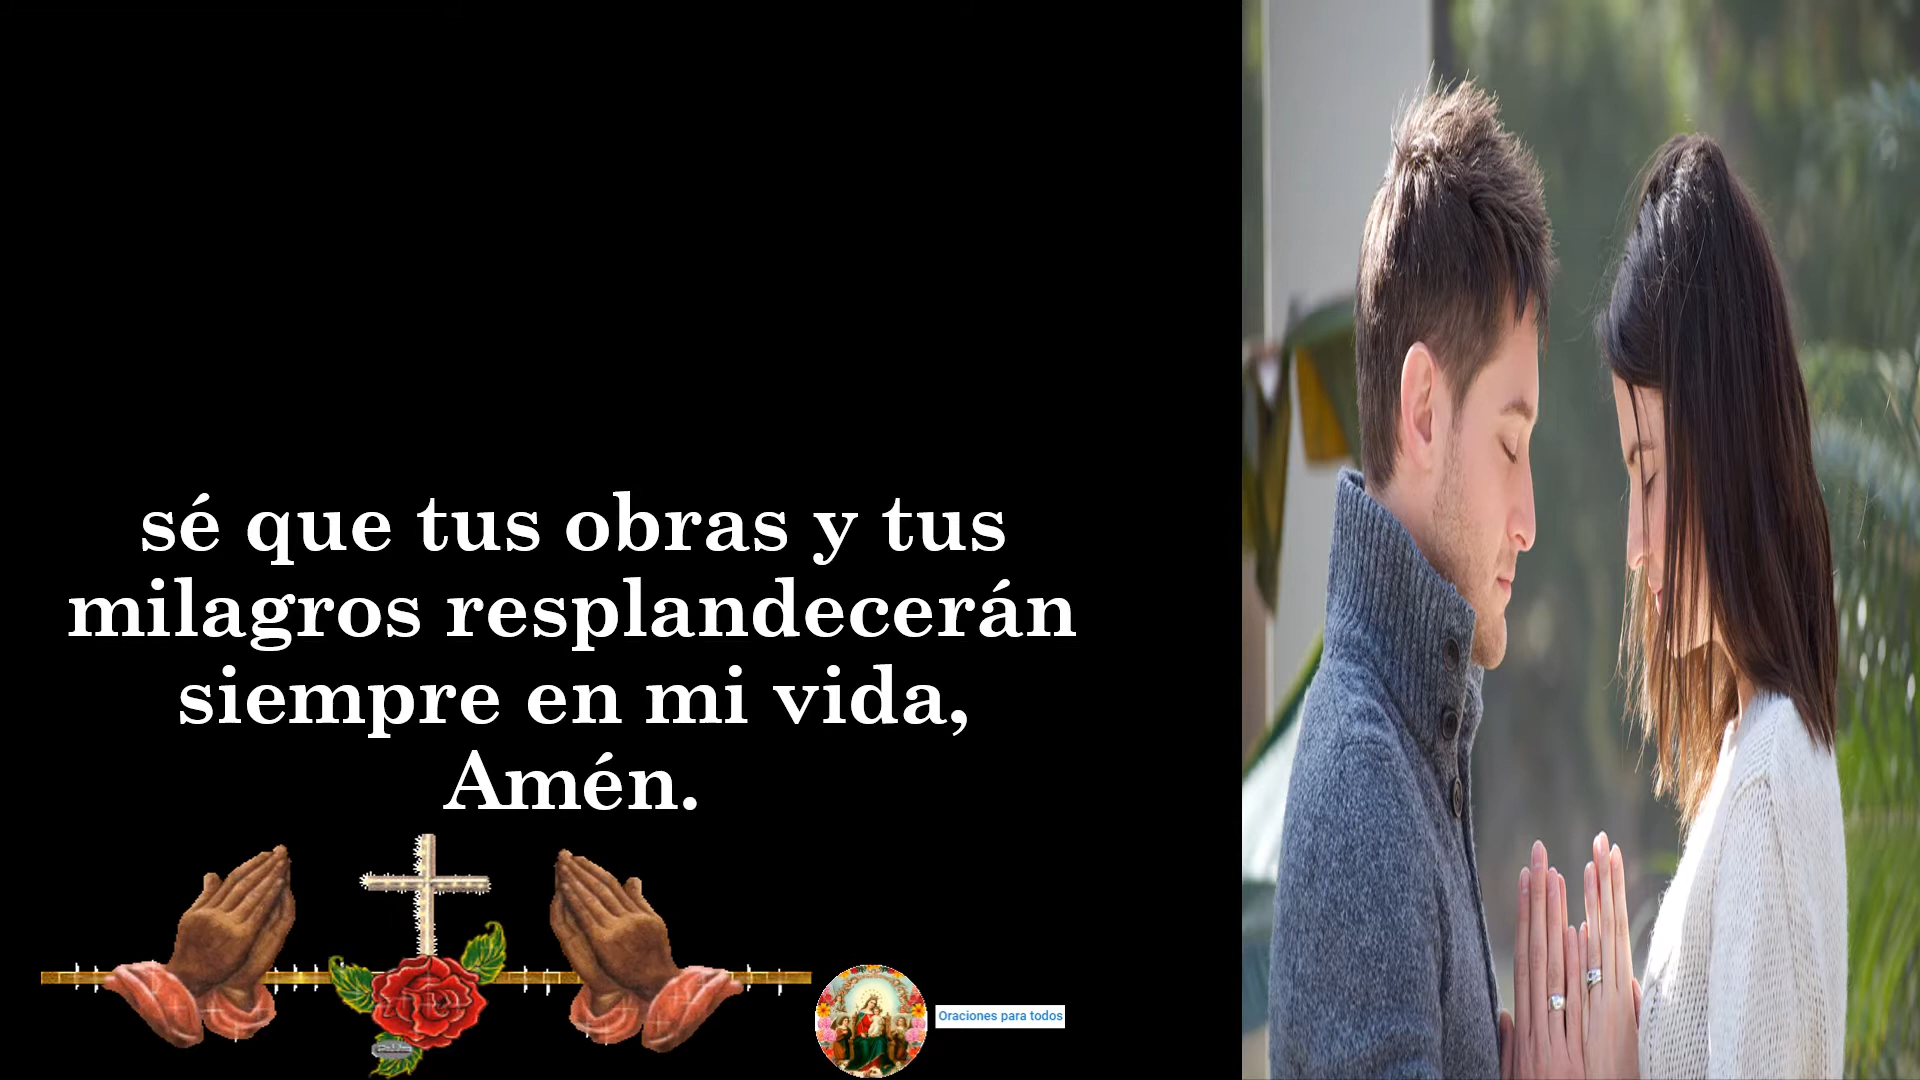 sé que tus obras y tus
milagros resplandecerán
siempre en mi vida,
Amén.
Oraciones para todos